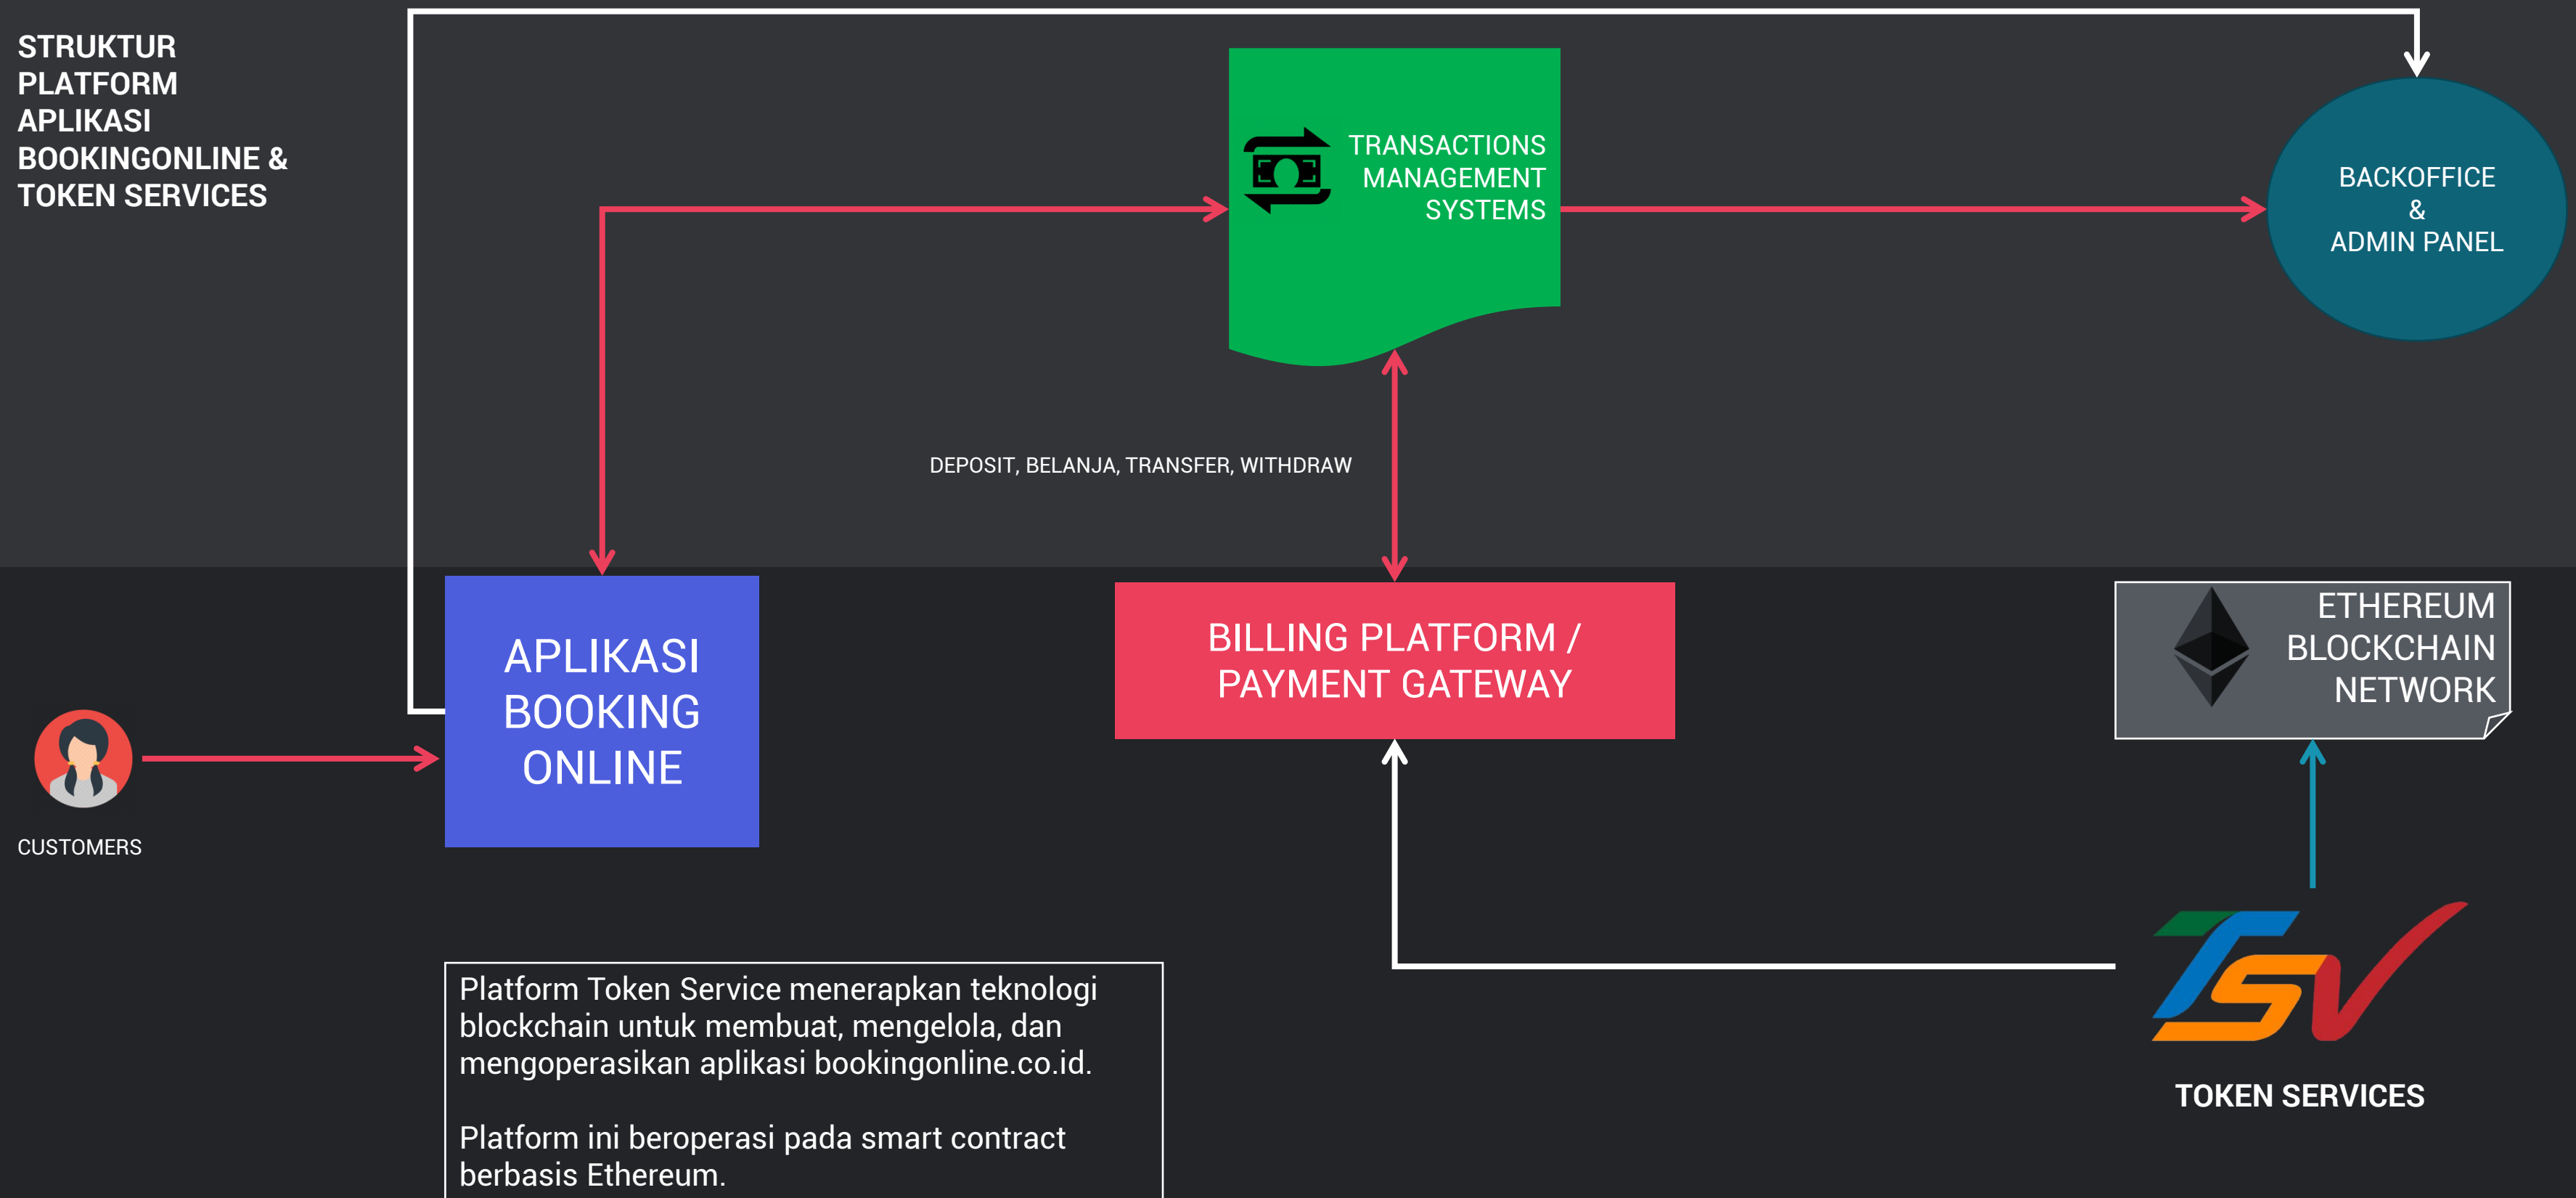 STRUKTUR
PLATFORM
APLIKASI
BOOKINGONLINE &
TOKEN SERVICES
TRANSACTIONS
MANAGEMENT
SYSTEMS
BACKOFFICE
&
ADMIN PANEL
DEPOSIT, BELANJA, TRANSFER, WITHDRAW
APLIKASI
BOOKING
ONLINE
BILLING PLATFORM /
PAYMENT GATEWAY
ETHEREUM
BLOCKCHAIN
NETWORK
CUSTOMERS
TSV
TOKEN SERVICES
Platform Token Service menerapkan teknologi
blockchain untuk membuat, mengelola, dan
mengoperasikan aplikasi bookingonline.co.id.
Platform ini beroperasi pada smart contract
berbasis Ethereum.